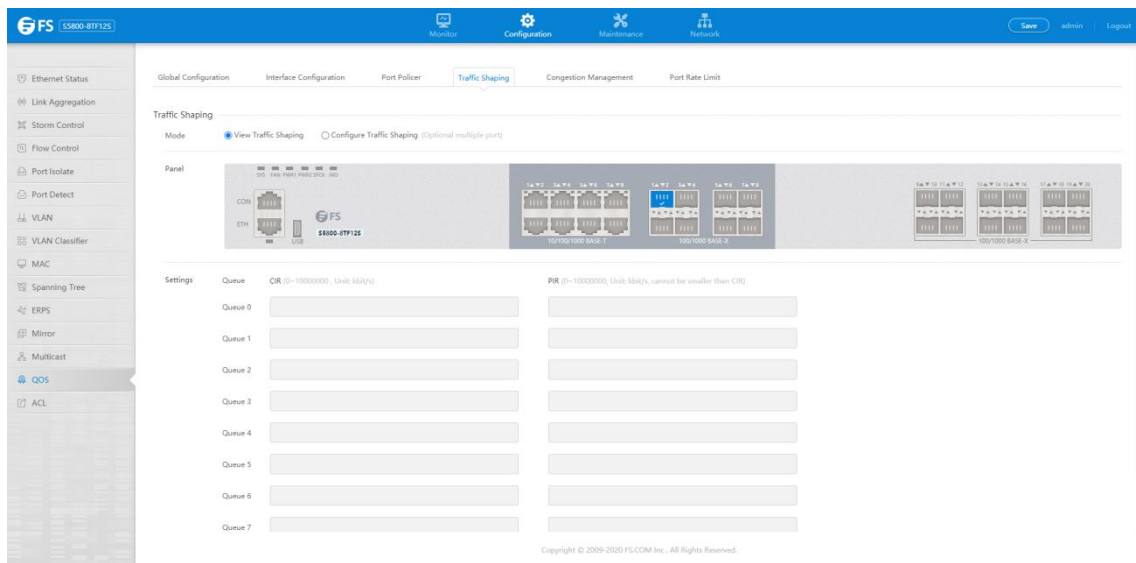 FS S5800-8TF12S
Monitor Configuration Maintenance Network
Save admin Logout
Ethernet Status
Link Aggregation
Storm Control
Flow Control
Port Isolate
Port Detect
VLAN
VLAN Classifier
MAC
Spanning Tree
ERPS
Mirror
Multicast
QOS
ACL
Global Configuration Interface Configuration Port Policer Traffic Shaping Congestion Management Port Rate Limit
Traffic Shaping
Mode View Traffic Shaping Configure Traffic Shaping (Optional multiple port)
Panel
SYS FAN PWR1 PWR2
CON
ETH
USB
FS
S5800-8TF12S
10/100/1000 BASE-T
100/1000 BASE-X
100/1000 BASE-X
Settings Queue CIR (0~10000000 , Unit: kbit/s) PIR (0~10000000, Unit: kbit/s, cannot be smaller than CIR)
Queue 0
Queue 1
Queue 2
Queue 3
Queue 4
Queue 5
Queue 6
Queue 7
Copyright © 2009-2020 FS.COM Inc . All Rights Reserved.